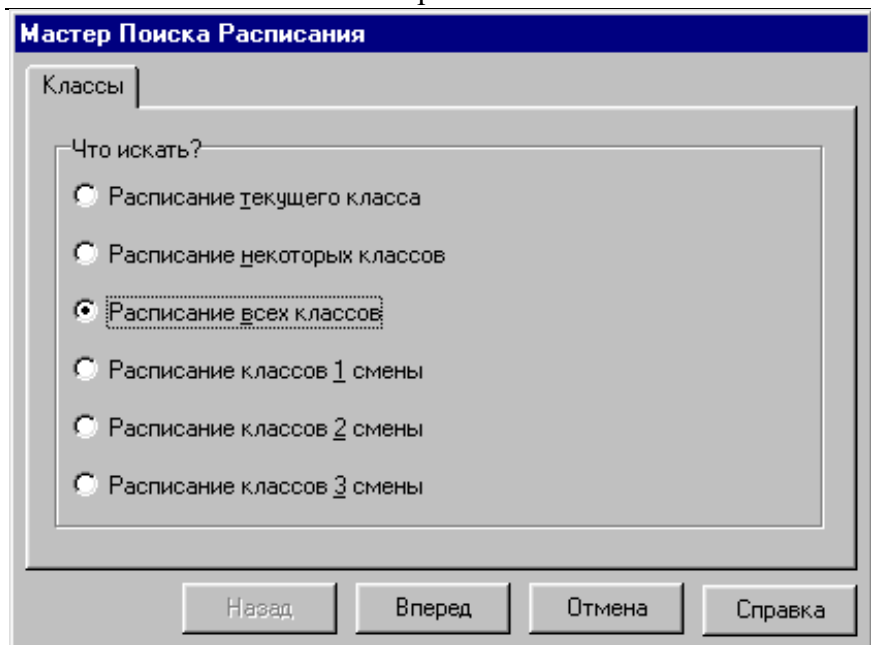 Мастер Поиска Расписания
Классы
Что искать?
Расписание текущего класса
Расписание некоторых классов
Расписание всех классов
Расписание классов 1 смены
Расписание классов 2 смены
Расписание классов 3 смены
Назад Вперед Отмена Справка